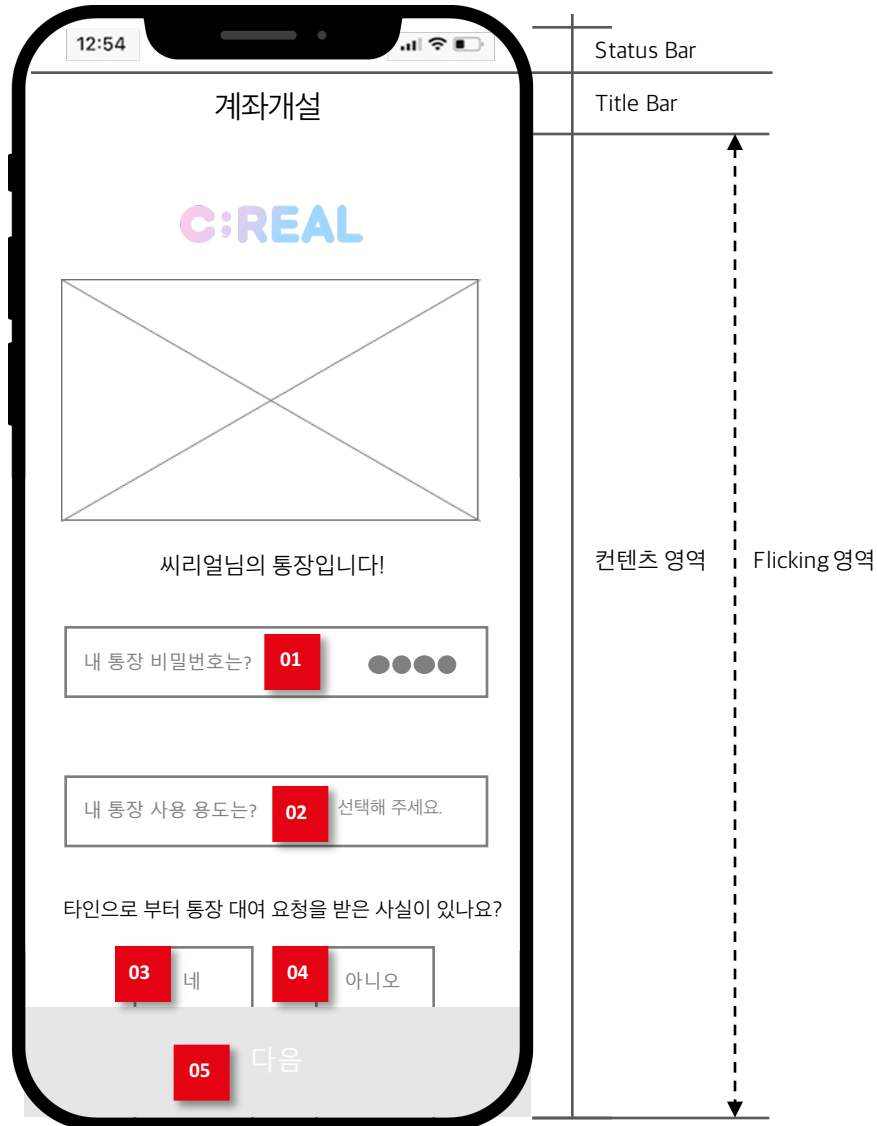 12:54
Status Bar
계좌개설
Title Bar
C;REAL
씨리얼님의 통장입니다!
컨텐츠 영역
Flicking 영역
내 통장 비밀번호는?
01
내 통장 사용 용도는?
02
선택해 주세요.
타인으로 부터 통장 대여 요청을 받은 사실이 있나요?
03
네
04
아니오
05
다음